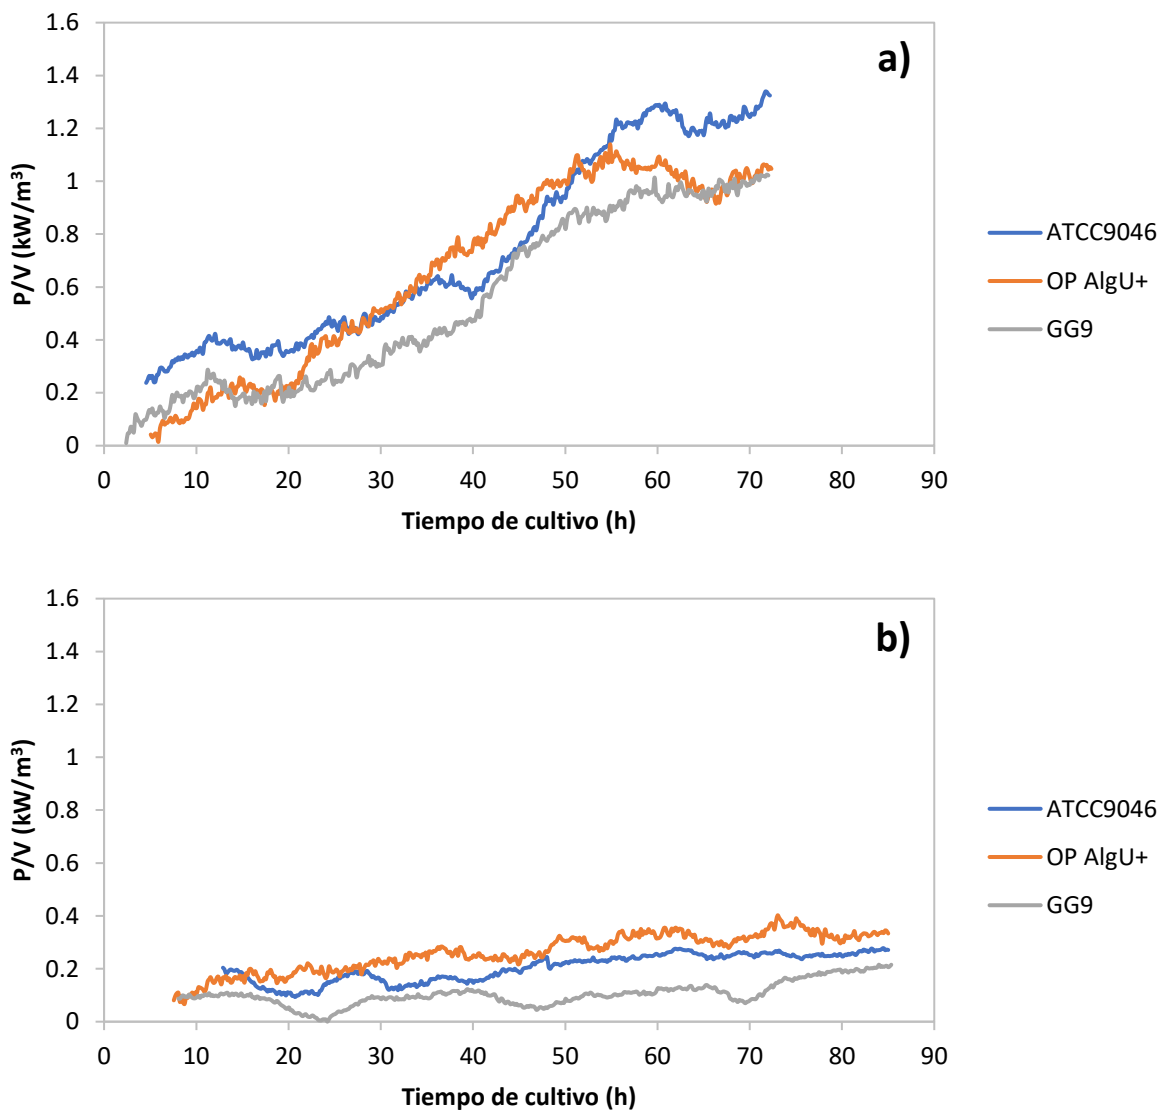 a)
1.6
1.4
1.2
1
0.8
0.6
0.4
0.2
0
P/V (kW/m³)
0 10 20 30 40 50 60 70 80 90
Tiempo de cultivo (h)
ATCC9046
OP AlgU+
GG9
b)
1.6
1.4
1.2
1
0.8
0.6
0.4
0.2
0
P/V (kW/m³)
0 10 20 30 40 50 60 70 80 90
Tiempo de cultivo (h)
ATCC9046
OP AlgU+
GG9